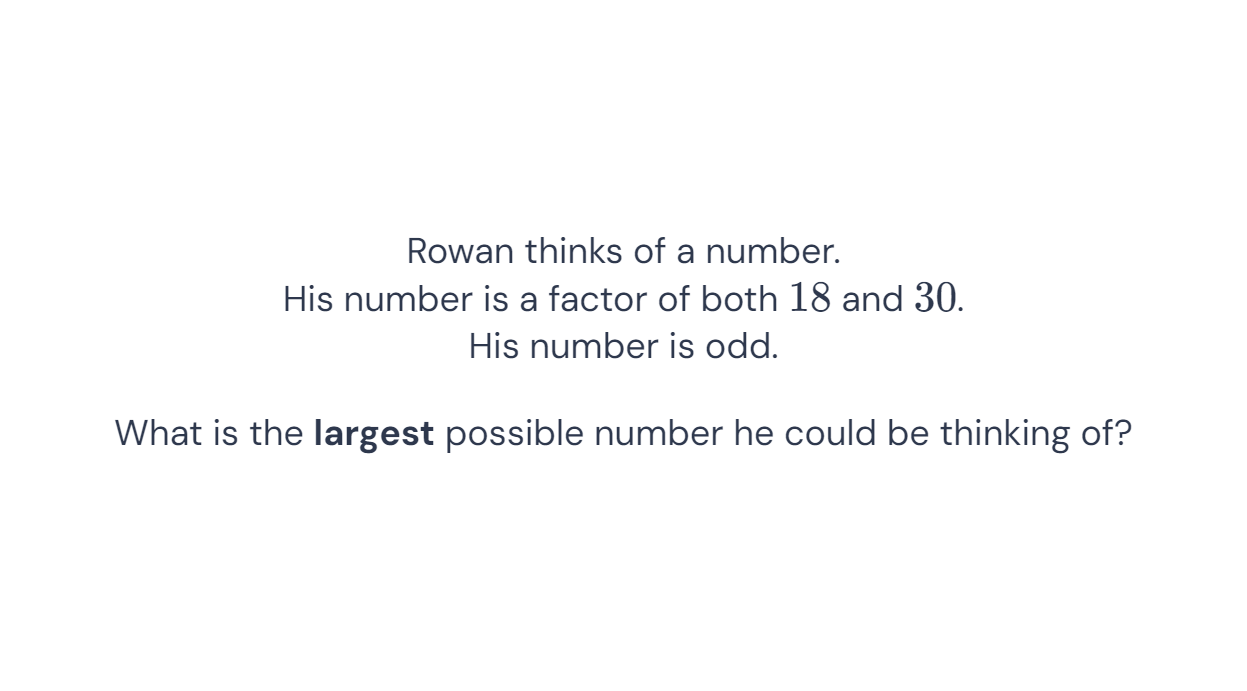 Rowan thinks of a number.
His number is a factor of both 18 and 30.
His number is odd.
What is the largest possible number he could be thinking of?